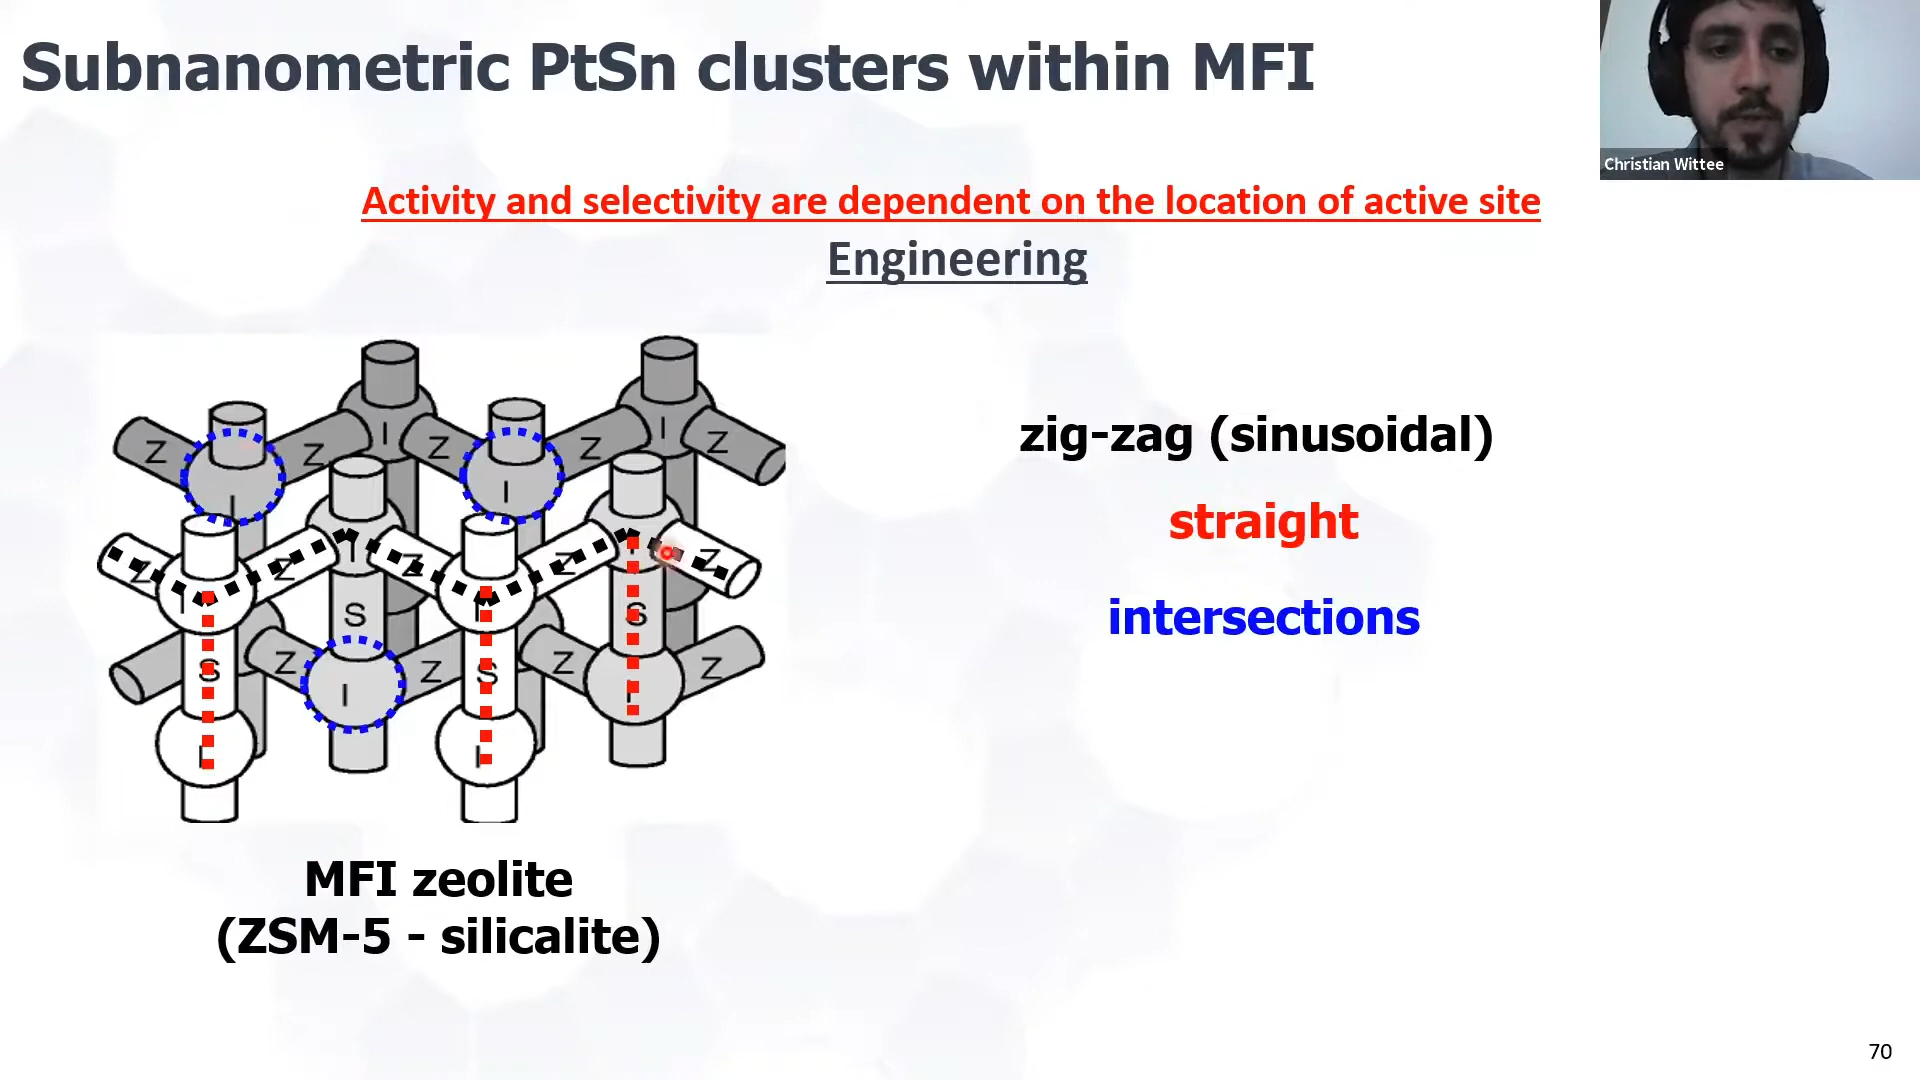 Subnanometric PtSn clusters within MFI
Christian Wittee
Activity and selectivity are dependent on the location of active site
Engineering
I I
Z Z Z Z Z
I I
zig-zag (sinusoidal)
straight
intersections
I I
Z Z Z Z Z
I I
S S
Z Z Z Z
S S
I I
I I
MFI zeolite
(ZSM-5 - silicalite)
70